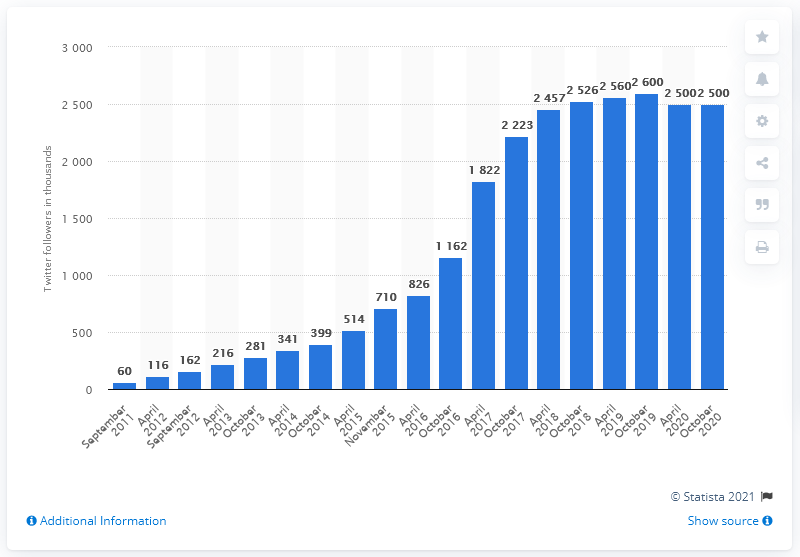 3 000
2 500
2 000
1 500
1 000
500
0
Twitter followers in thousands
60
116
162
216
281
341
399
514
710
826
1 162
1 822
2 223
2 457
2 526
2 560
2 600
2 500
2 500
September
2011
April
2012
September
2012
April
2013
October
2013
April
2014
October
2014
April
2015
November
2015
April
2016
October
2016
April
2017
October
2017
April
2018
October
2018
April
2019
October
2019
April
2020
October
2020
© Statista 2021
Additional Information
Show source